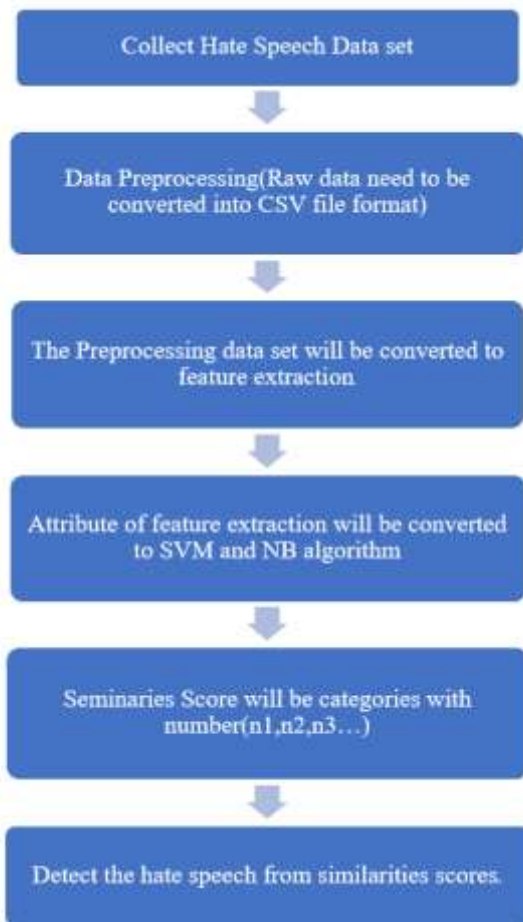 Collect Hate Speech Data set
Data Preprocessing(Raw data need to be
converted into CSV file format)
The Preprocessing data set will be converted to
feature extraction
Attribute of feature extraction will be converted
to SVM and NB algorithm
Seminaries Score will be categories with
number(n1,n2,n3…)
Detect the hate speech from similarities scores.